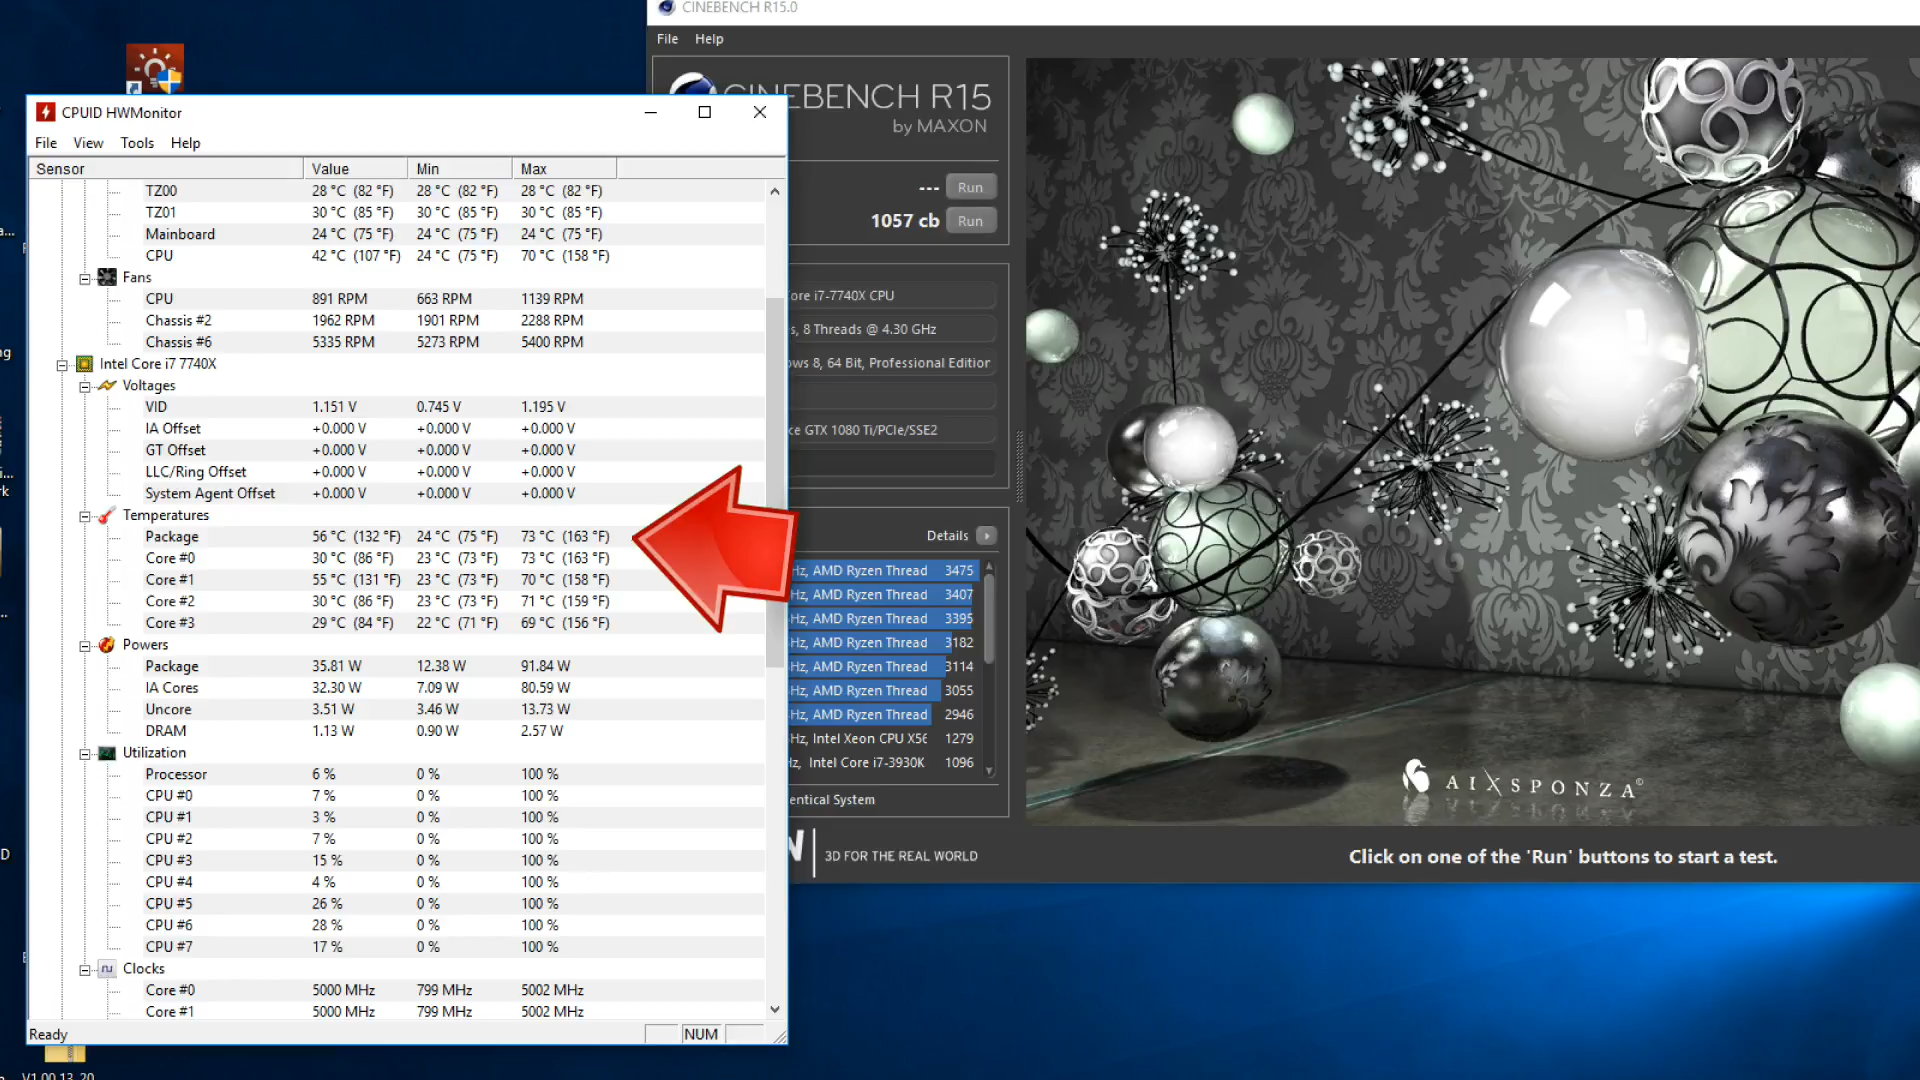 CINEBENCH R15.0
File Help
CINEBENCH R15
by MAXON
--- Run
1057 cb Run
ore i7-7740X CPU
s, 8 Threads @ 4.30 GHz
ws 8, 64 Bit, Professional Edition
ce GTX 1080 Ti/PCIe/SSE2
Details
Hz, AMD Ryzen Thread 3475
Hz, AMD Ryzen Thread 3407
Hz, AMD Ryzen Thread 3395
Hz, AMD Ryzen Thread 3182
Hz, AMD Ryzen Thread 3114
Hz, AMD Ryzen Thread 3055
Hz, AMD Ryzen Thread 2946
Hz, Intel Xeon CPU X56 1279
Hz, Intel Core i7-3930K 1096
entical System
3D FOR THE REAL WORLD
AIXSPONZA©
Click on one of the 'Run' buttons to start a test.
CPUID HWMonitor
File View Tools Help
Sensor Value Min Max
TZ00 28 °C (82 °F) 28 °C (82 °F) 28 °C (82 °F)
TZ01 30 °C (85 °F) 30 °C (85 °F) 30 °C (85 °F)
Mainboard 24 °C (75 °F) 24 °C (75 °F) 24 °C (75 °F)
CPU 42 °C (107 °F) 24 °C (75 °F) 70 °C (158 °F)
Fans
CPU 891 RPM 663 RPM 1139 RPM
Chassis #2 1962 RPM 1901 RPM 2288 RPM
Chassis #6 5335 RPM 5273 RPM 5400 RPM
Intel Core i7 7740X
Voltages
VID 1.151 V 0.745 V 1.195 V
IA Offset +0.000 V +0.000 V +0.000 V
GT Offset +0.000 V +0.000 V +0.000 V
LLC/Ring Offset +0.000 V +0.000 V +0.000 V
System Agent Offset +0.000 V +0.000 V +0.000 V
Temperatures
Package 56 °C (132 °F) 24 °C (75 °F) 73 °C (163 °F)
Core #0 30 °C (86 °F) 23 °C (73 °F) 73 °C (163 °F)
Core #1 55 °C (131 °F) 23 °C (73 °F) 70 °C (158 °F)
Core #2 30 °C (86 °F) 23 °C (73 °F) 71 °C (159 °F)
Core #3 29 °C (84 °F) 22 °C (71 °F) 69 °C (156 °F)
Powers
Package 35.81 W 12.38 W 91.84 W
IA Cores 32.30 W 7.09 W 80.59 W
Uncore 3.51 W 3.46 W 13.73 W
DRAM 1.13 W 0.90 W 2.57 W
Utilization
Processor 6 % 0 % 100 %
CPU #0 7 % 0 % 100 %
CPU #1 3 % 0 % 100 %
CPU #2 7 % 0 % 100 %
CPU #3 15 % 0 % 100 %
CPU #4 4 % 0 % 100 %
CPU #5 26 % 0 % 100 %
CPU #6 28 % 0 % 100 %
CPU #7 17 % 0 % 100 %
Clocks
Core #0 5000 MHz 799 MHz 5002 MHz
Core #1 5000 MHz 799 MHz 5002 MHz
Ready NUM
V1.00.13_20